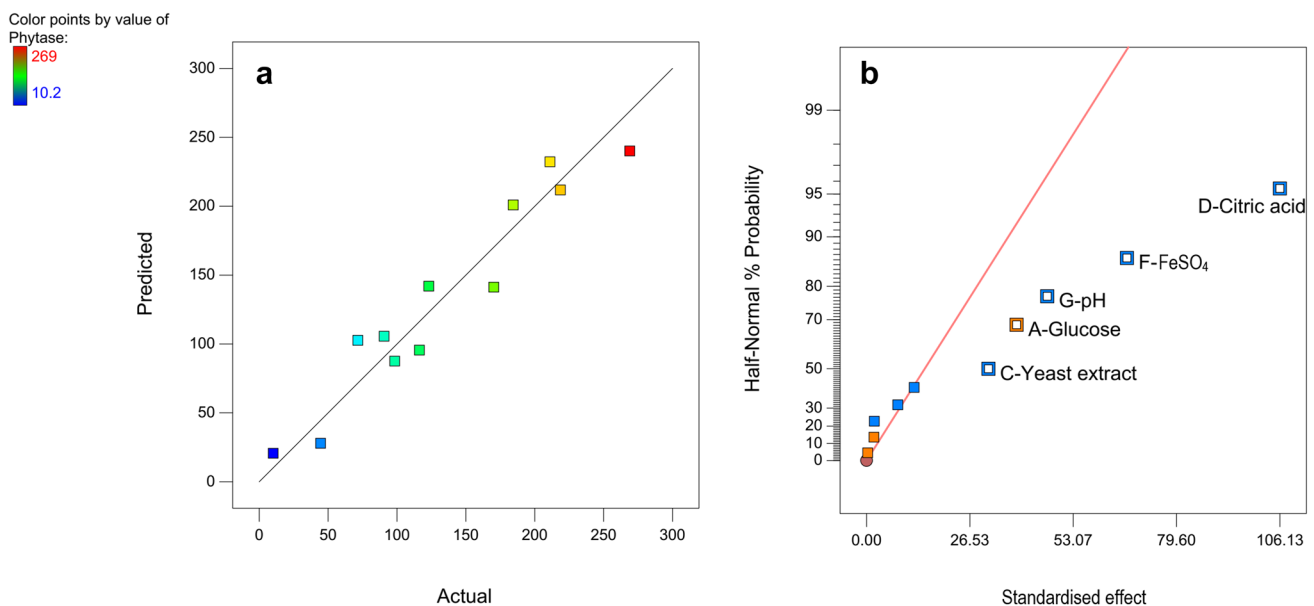 Color points by value of
Phytase:
269
10.2
a
300
250
200
150
100
50
0
Predicted
0 50 100 150 200 250 300
Actual
b
99
95
90
80
70
50
30
20
10
0
Half-Normal % Probability
D-Citric acid
F-FeSO₄
G-pH
A-Glucose
C-Yeast extract
0.00 26.53 53.07 79.60 106.13
Standardised effect